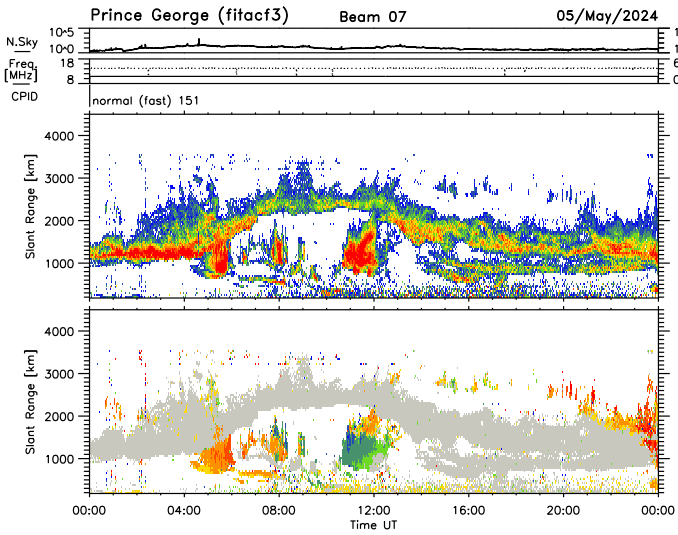 Prince George (fitacf3) Beam 07 05/May/2024
10^5
N.Sky
10^0
Freq. 18 6
[MHz] 8 0
CPID normal (fast) 151
4000
3000
2000
1000
Slant Range [km]
4000
3000
2000
1000
Slant Range [km]
00:00 04:00 08:00 12:00 16:00 20:00 00:00
Time UT